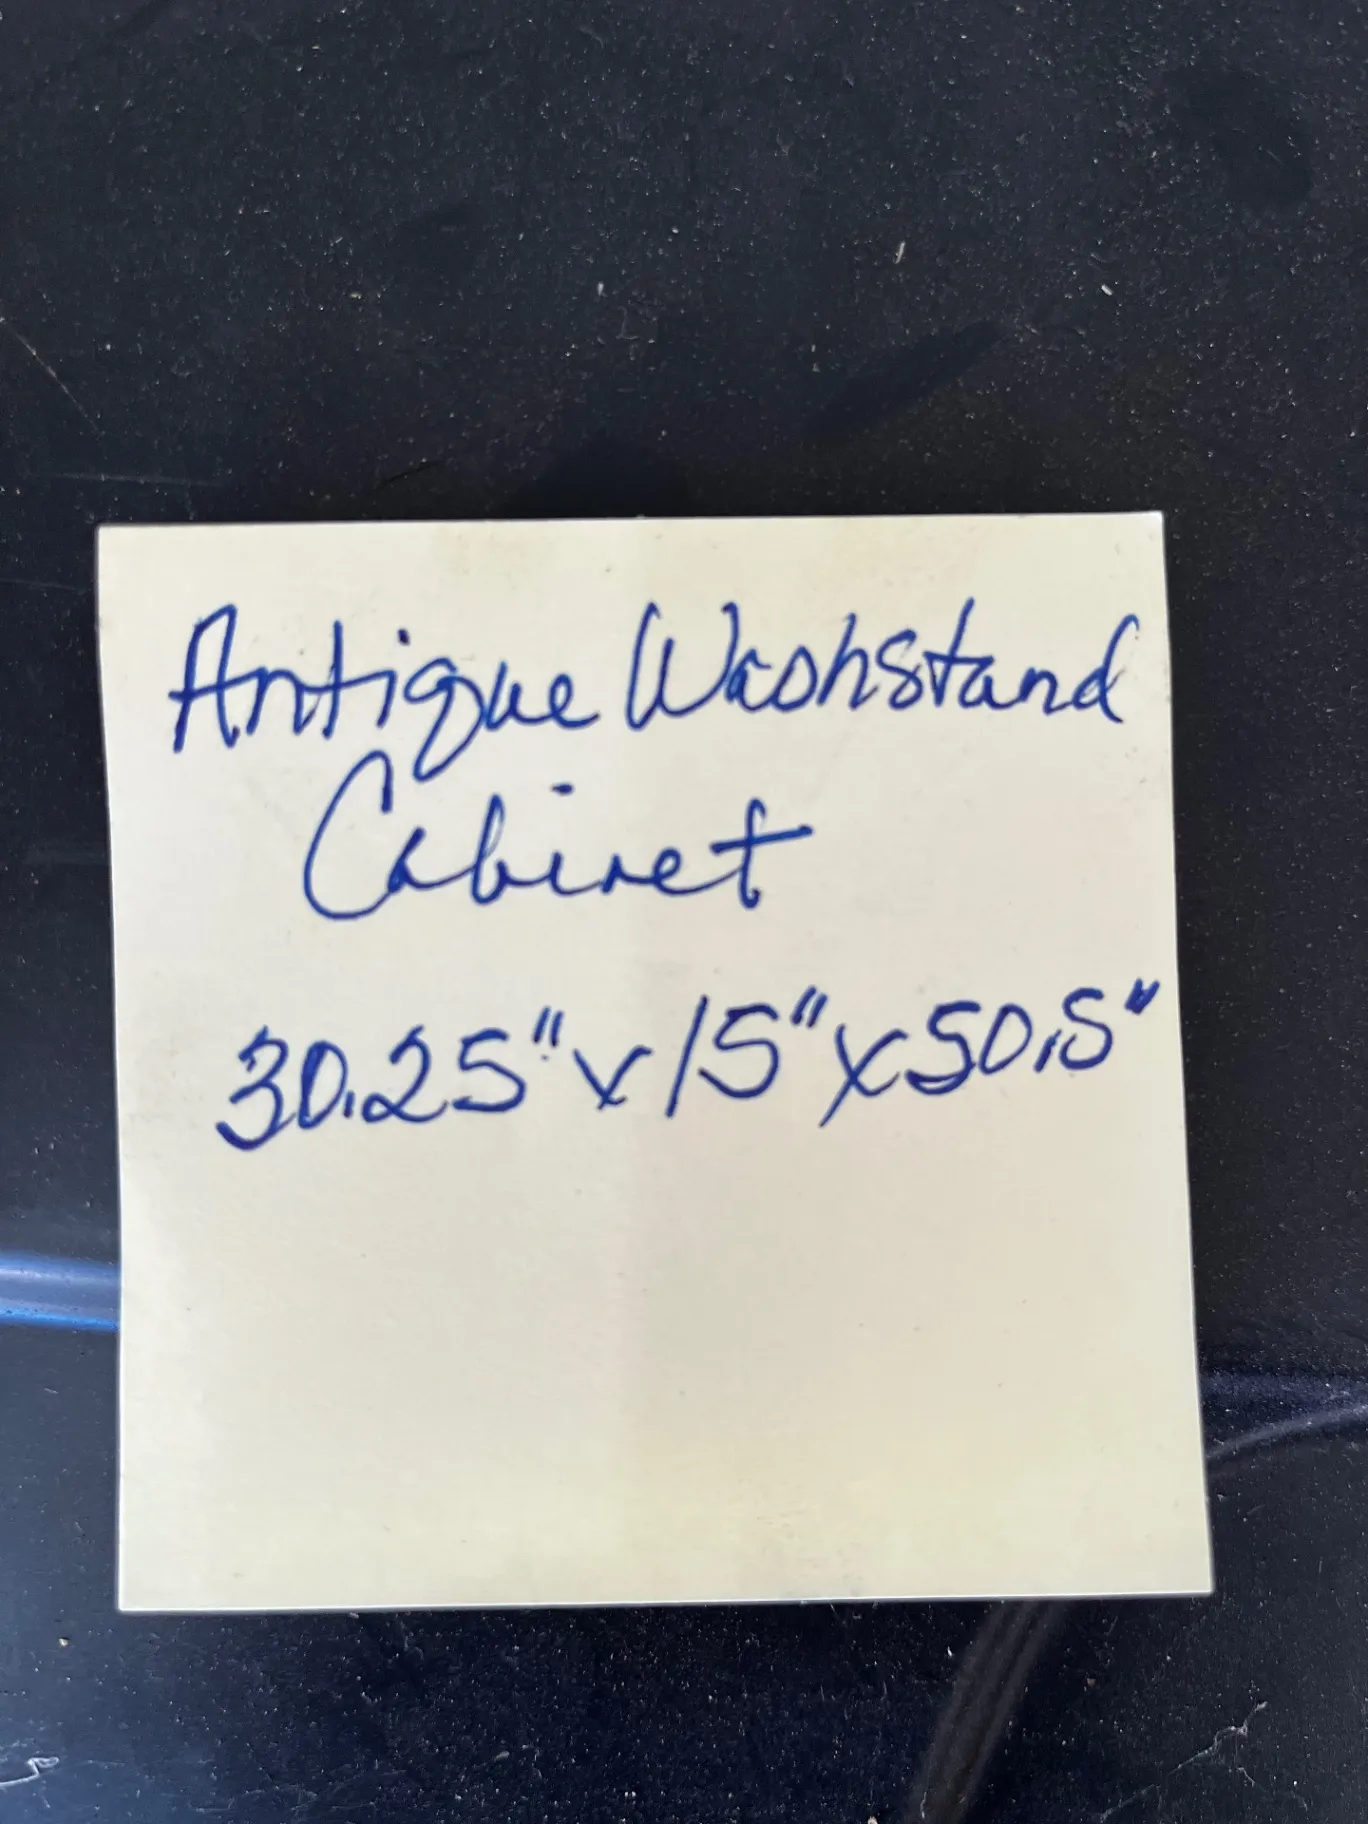 Antique Washstand
Cabinet
30.25" x 15" x 50.5"